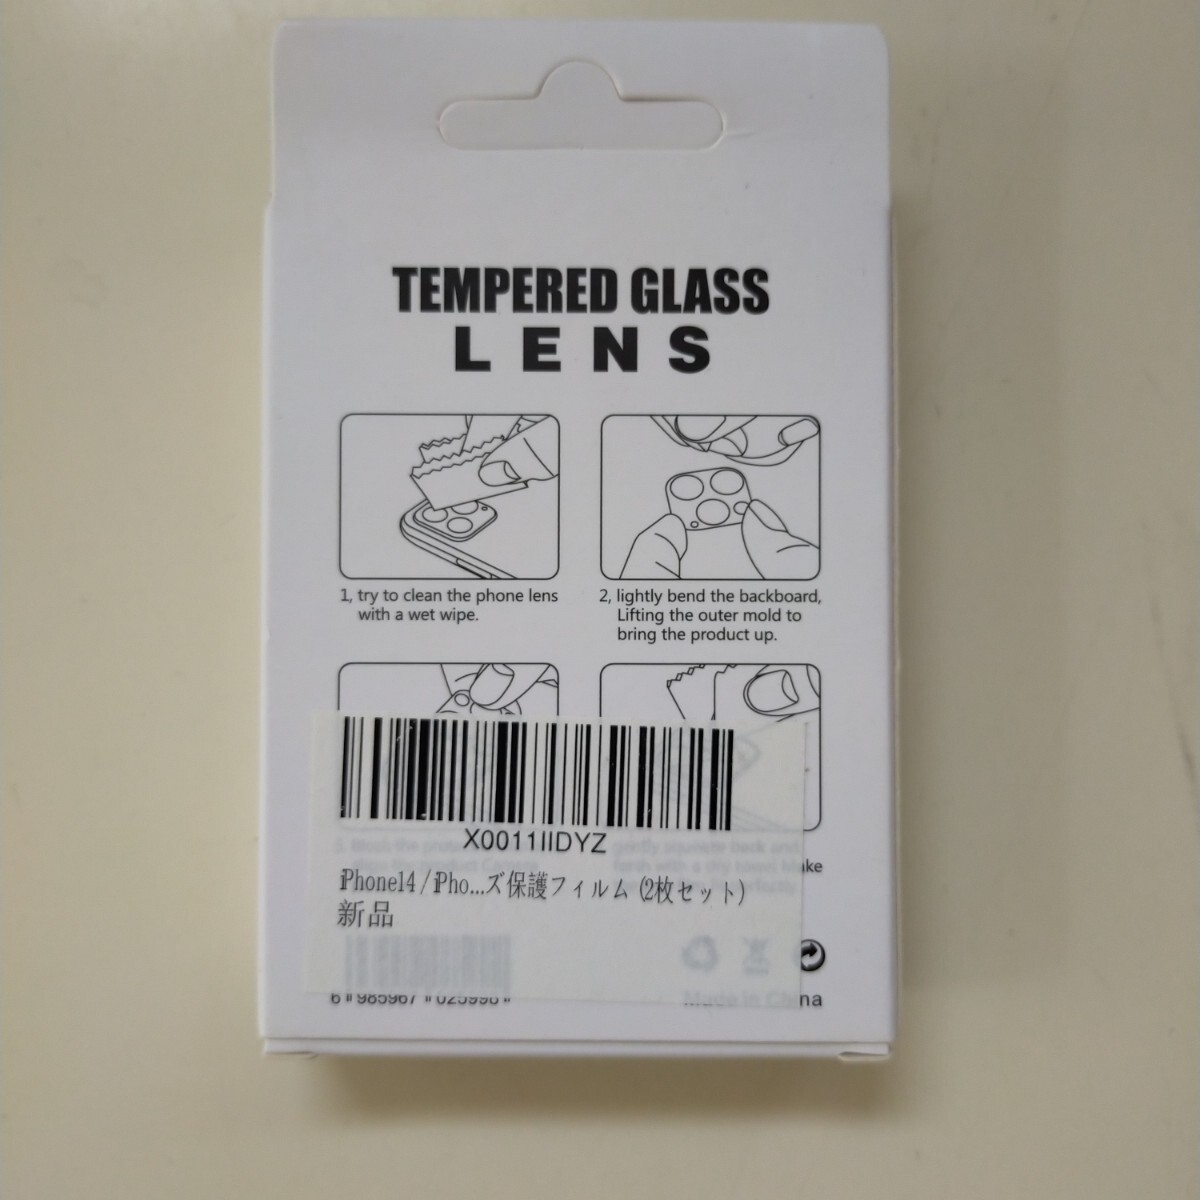 TEMPERED GLASS
LENS
1, try to clean the phone lens
with a wet wipe.
2, lightly bend the backboard,
Lifting the outer mold to
bring the product up.
X0011IIDYZ
iPhone14/iPho...ズ保護フィルム (2枚セット)
新品
6 985967 025998
Made in China